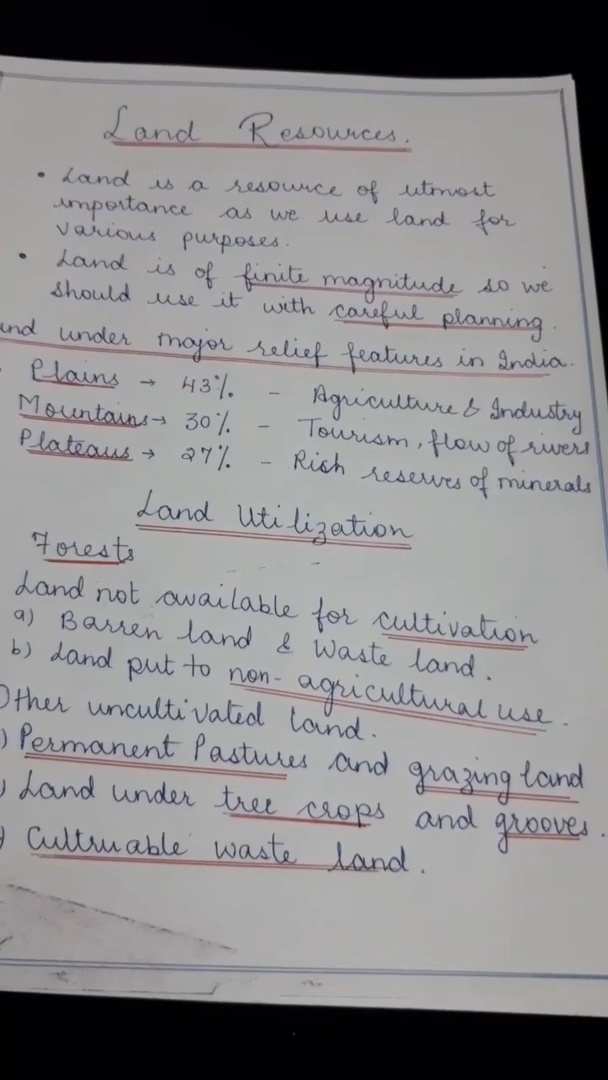 Land Resources.
• Land is a resource of utmost
importance as we use land for
various purposes.
• Land is of finite magnitude so we
should use it with careful planning.
and under major relief features in India.
Plains → 43% - Agriculture & Industry
Mountains → 30% - Tourism, flow of rivers
Plateaus → 27% - Rich reserves of minerals
Land Utilization
Forests
Land not available for cultivation
a) Barren land & Waste land.
b) Land put to non-agricultural use.
Other uncultivated land.
) Permanent Pastures and grazing land
) Land under tree crops and grooves.
) Cultruable waste land.